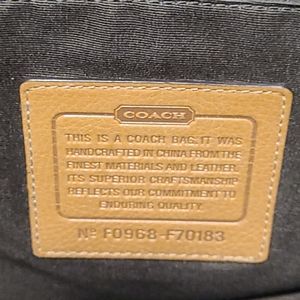 COACH
THIS IS A COACH BAG.IT WAS
HANDCRAFTED IN CHINA FROM THE
FINEST MATERIALS AND LEATHER.
ITS SUPERIOR CRAFTSMANSHIP
REFLECTS OUR COMMITMENT TO
ENDURING QUALITY.
Nº F0968-F70183